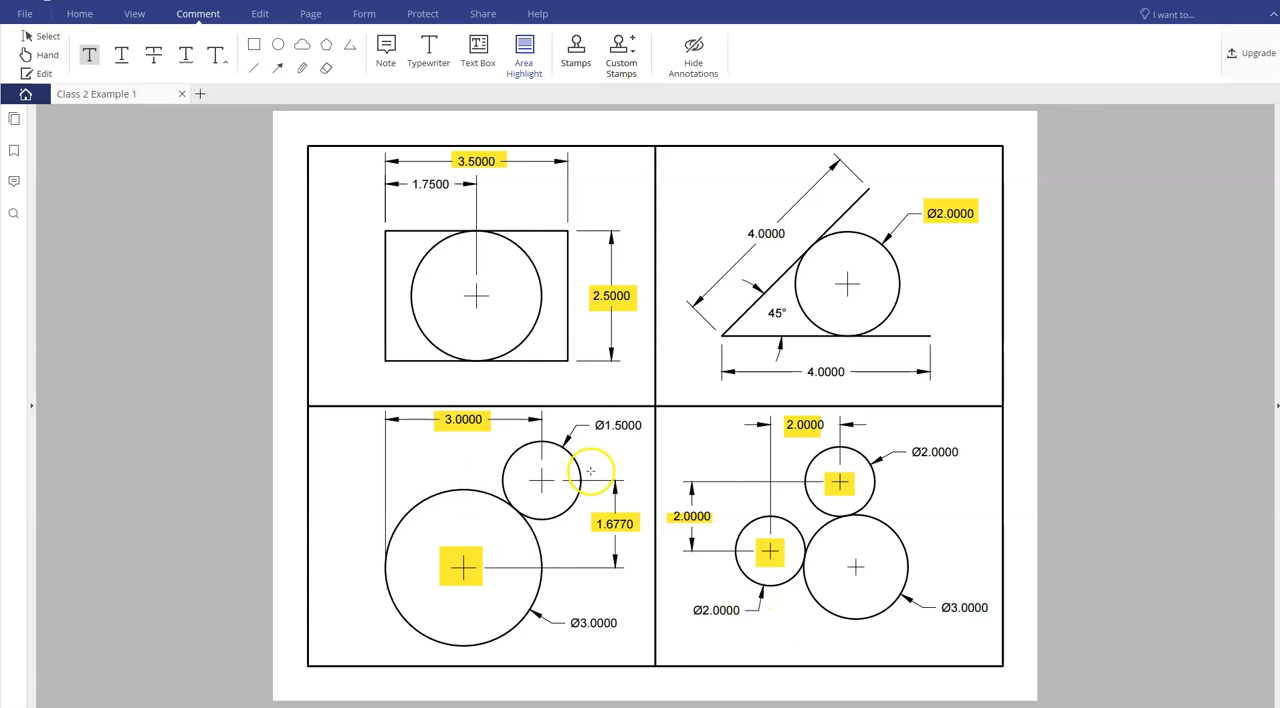 File Home View Comment Edit Page Form Protect Share Help I want to...
Select
Hand
Edit
T T T T T
Note Typewriter Text Box Area Highlight Stamps Custom Stamps Hide Annotations
Upgrade
Class 2 Example 1
3.5000
1.7500
2.5000
4.0000
Ø2.0000
45°
4.0000
3.0000
Ø1.5000
1.6770
Ø3.0000
2.0000
Ø2.0000
2.0000
Ø2.0000
Ø3.0000